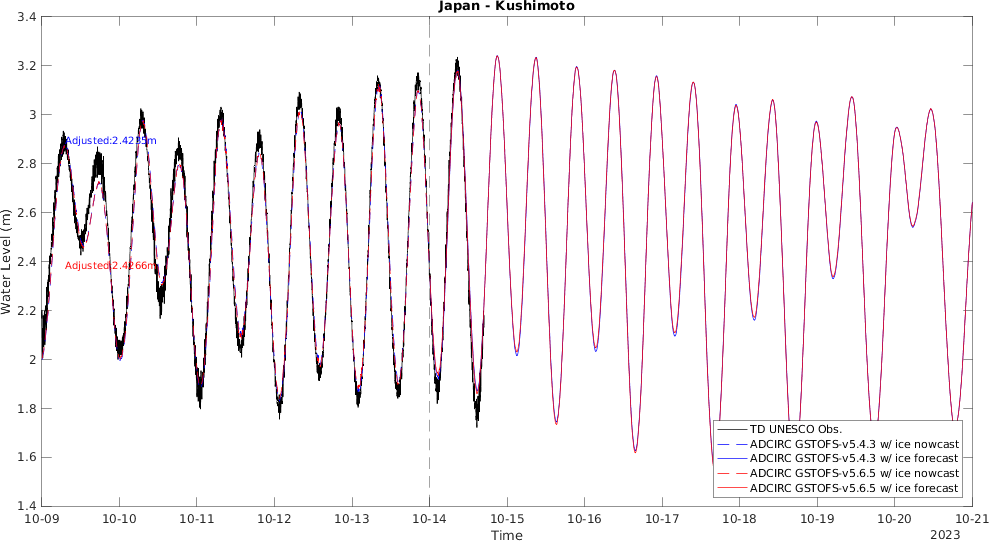 Japan - Kushimoto
3.4
3.2
3
2.8
2.6
2.4
2.2
2
1.8
1.6
1.4
Water Level (m)
Adjusted:2.4235m
Adjusted:2.4266m
TD UNESCO Obs.
ADCIRC GSTOFS-v5.4.3 w/ ice nowcast
ADCIRC GSTOFS-v5.4.3 w/ ice forecast
ADCIRC GSTOFS-v5.6.5 w/ ice nowcast
ADCIRC GSTOFS-v5.6.5 w/ ice forecast
10-09 10-10 10-11 10-12 10-13 10-14 10-15 10-16 10-17 10-18 10-19 10-20 10-21
Time
2023